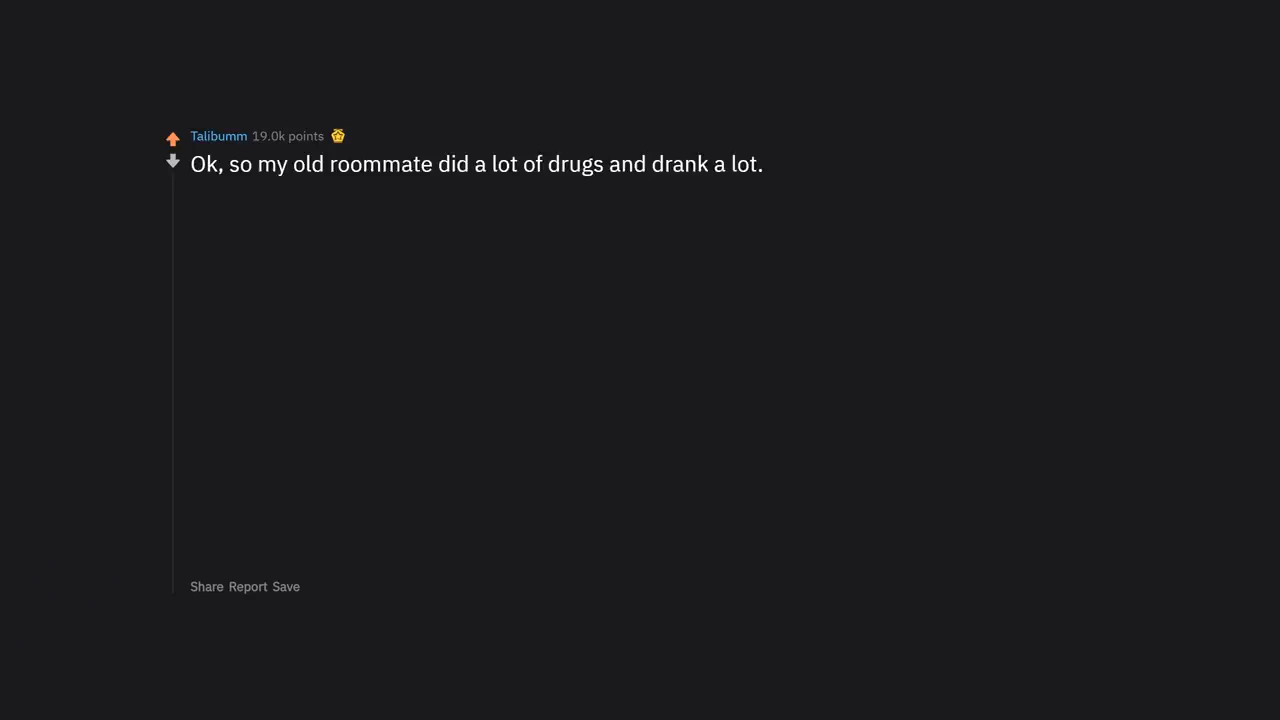 Talibumm 19.0k points
Ok, so my old roommate did a lot of drugs and drank a lot.
Share Report Save